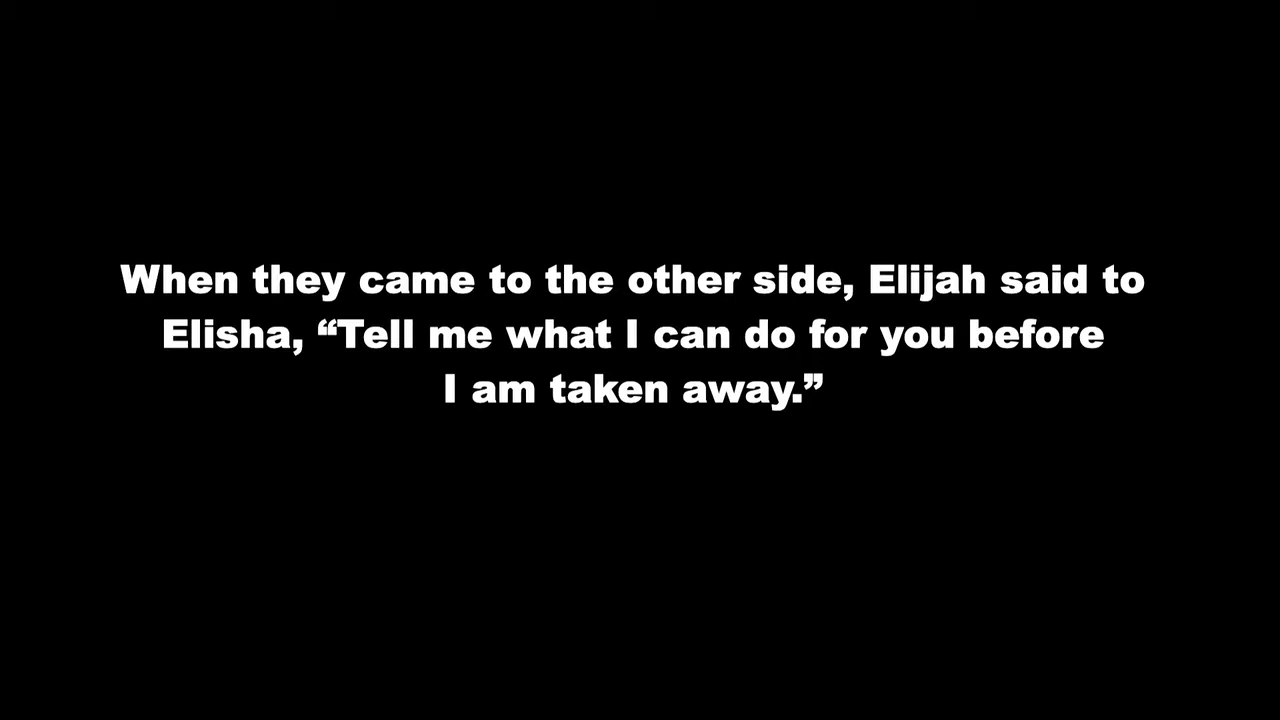 When they came to the other side, Elijah said to
Elisha, “Tell me what I can do for you before
I am taken away.”